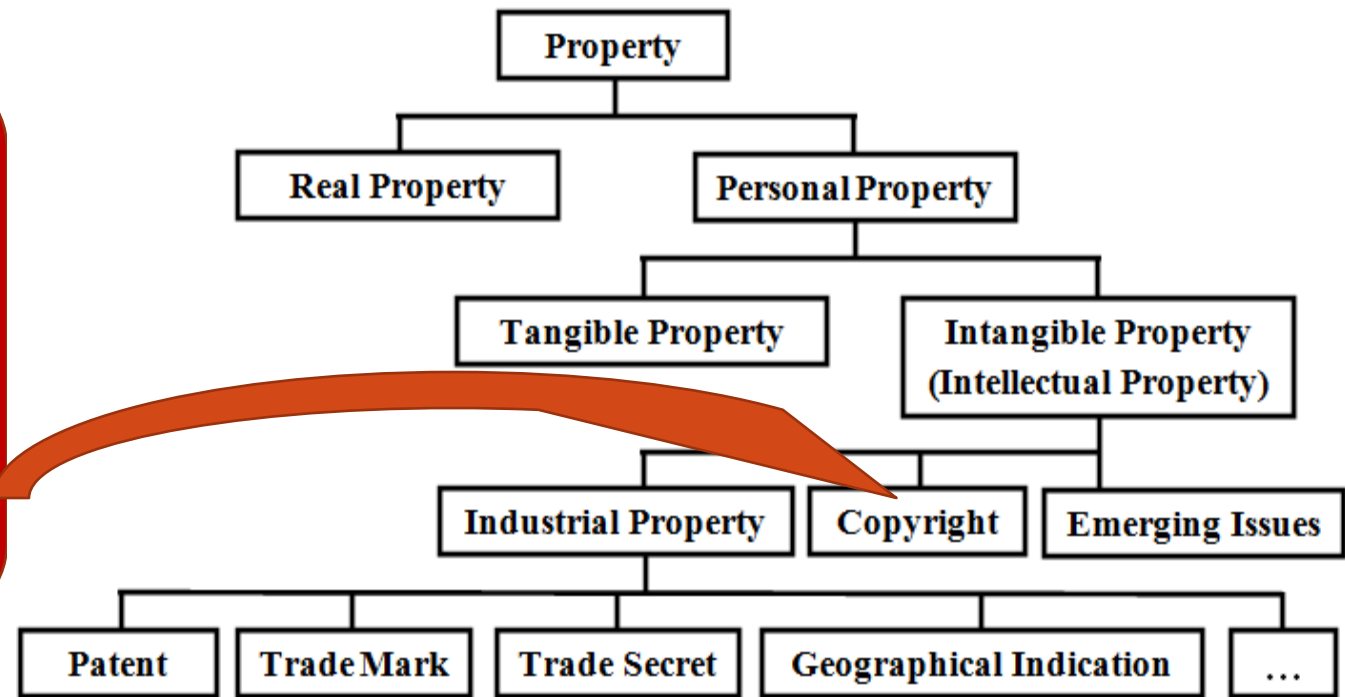 Property
Real Property
Personal Property
Tangible Property
Intangible Property
(Intellectual Property)
Industrial Property
Copyright
Emerging Issues
Patent
Trade Mark
Trade Secret
Geographical Indication
...